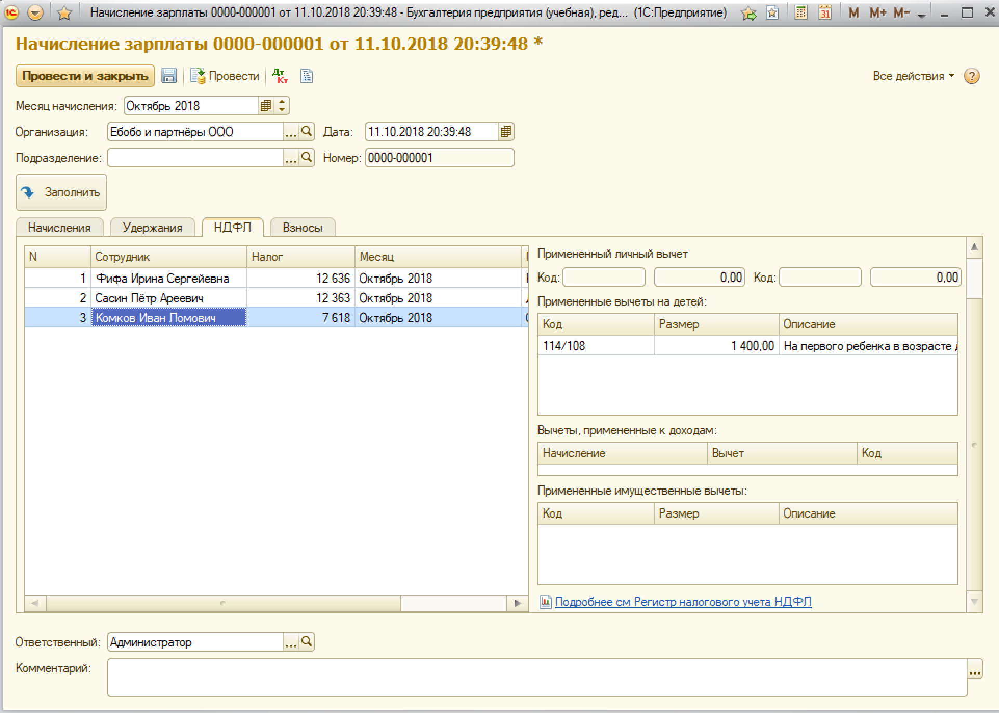 Начисление зарплаты 0000-000001 от 11.10.2018 20:39:48 - Бухгалтерия предприятия (учебная), ред... (1С:Предприятие) 31 M M+ M-
Начисление зарплаты 0000-000001 от 11.10.2018 20:39:48 *
Провести и закрыть Провести Дт Кт Все действия ?
Месяц начисления: Октябрь 2018
Организация: Ебобо и партнёры ООО ... Дата: 11.10.2018 20:39:48
Подразделение: ... Номер: 0000-000001
Заполнить
Начисления Удержания НДФЛ Взносы
N Сотрудник Налог Месяц
1 Фифа Ирина Сергейевна 12 636 Октябрь 2018
2 Сасин Пётр Ареевич 12 363 Октябрь 2018
3 Комков Иван Ломович 7 618 Октябрь 2018
Примененный личный вычет
Код: 0,00 Код: 0,00
Примененные вычеты на детей:
Код Размер Описание
114/108 1 400,00 На первого ребенка в возрасте
Вычеты, примененные к доходам:
Начисление Вычет Код
Примененные имущественные вычеты:
Код Размер Описание
Подробнее см Регистр налогового учета НДФЛ
Ответственный: Администратор ...
Комментарий: ...